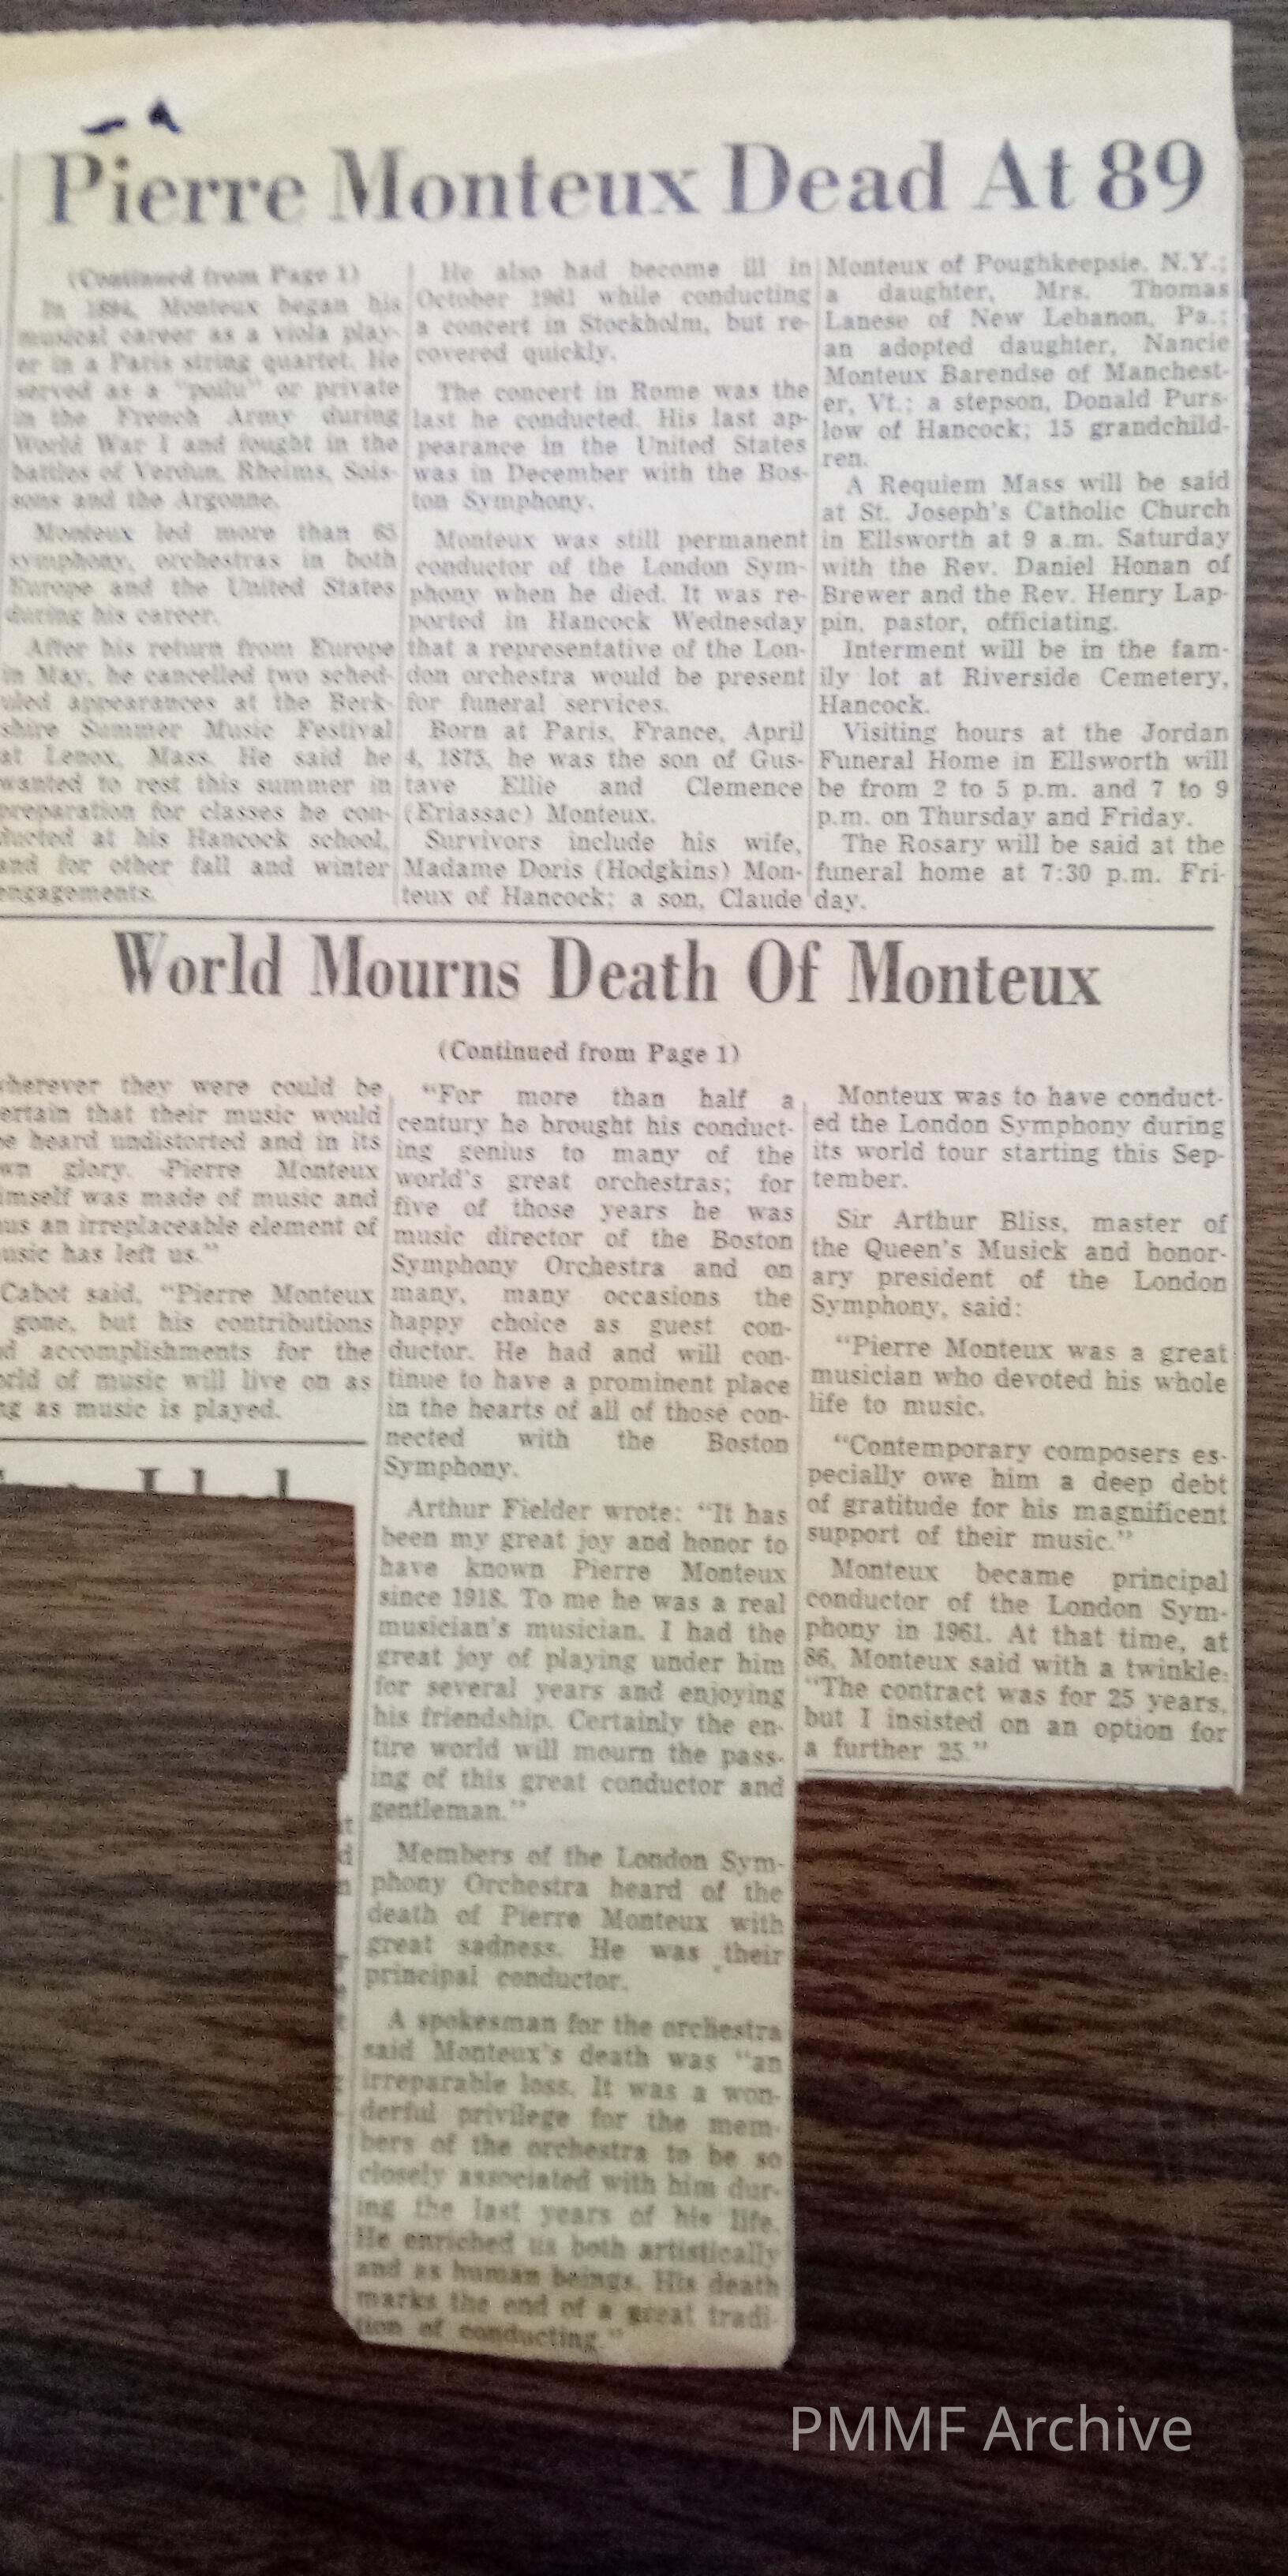 Pierre Monteux Dead At 89
(Continued from Page 1)
In 1894, Monteux began his
musical career as a viola play-
er in a Paris string quartet. He
served as a "poilu" or private
in the French Army during
World War I and fought in the
battles of Verdun, Rheims, Sois-
sons and the Argonne.
Monteux led more than 65
symphony, orchestras in both
Europe and the United States
during his career.
After his return from Europe
in May, he cancelled two sched-
uled appearances at the Berk-
shire Summer Music Festival
at Lenox, Mass. He said he
wanted to rest this summer in
preparation for classes he con-
ducted at his Hancock school,
and for other fall and winter
engagements.
He also had become ill in
October 1961 while conducting
a concert in Stockholm, but re-
covered quickly.
The concert in Rome was the
last he conducted. His last ap-
pearance in the United States
was in December with the Bos-
ton Symphony.
Monteux was still permanent
conductor of the London Sym-
phony when he died. It was re-
ported in Hancock Wednesday
that a representative of the Lon-
don orchestra would be present
for funeral services.
Born at Paris, France, April
4, 1875, he was the son of Gus-
tave Ellie and Clemence
(Eriassac) Monteux.
Survivors include his wife,
Madame Doris (Hodgkins) Mon-
teux of Hancock; a son, Claude
Monteux of Poughkeepsie, N.Y.;
a daughter, Mrs. Thomas
Lanese of New Lebanon, Pa.;
an adopted daughter, Nancie
Monteux Barendse of Manchest-
er, Vt.; a stepson, Donald Purs-
low of Hancock; 15 grandchild-
ren.
A Requiem Mass will be said
at St. Joseph's Catholic Church
in Ellsworth at 9 a.m. Saturday
with the Rev. Daniel Honan of
Brewer and the Rev. Henry Lap-
pin, pastor, officiating.
Interment will be in the fam-
ily lot at Riverside Cemetery,
Hancock.
Visiting hours at the Jordan
Funeral Home in Ellsworth will
be from 2 to 5 p.m. and 7 to 9
p.m. on Thursday and Friday.
The Rosary will be said at the
funeral home at 7:30 p.m. Fri-
day.
World Mourns Death Of Monteux
(Continued from Page 1)
wherever they were could be
ertain that their music would
e heard undistorted and in its
wn glory. Pierre Monteux
imself was made of music and
us an irreplaceable element of
usic has left us."
Cabot said, "Pierre Monteux
gone, but his contributions
d accomplishments for the
orld of music will live on as
ng as music is played.
"For more than half a
century he brought his conduct-
ing genius to many of the
world's great orchestras; for
five of those years he was
music director of the Boston
Symphony Orchestra and on
many, many occasions the
happy choice as guest con-
ductor. He had and will con-
tinue to have a prominent place
in the hearts of all of those con-
nected with the Boston
Symphony.
Arthur Fielder wrote: "It has
been my great joy and honor to
have known Pierre Monteux
since 1918. To me he was a real
musician's musician. I had the
great joy of playing under him
for several years and enjoying
his friendship. Certainly the en-
tire world will mourn the pass-
ing of this great conductor and
gentleman."
Members of the London Sym-
phony Orchestra heard of the
death of Pierre Monteux with
great sadness. He was their
principal conductor.
A spokesman for the orchestra
said Monteux's death was "an
irreparable loss. It was a won-
derful privilege for the mem-
bers of the orchestra to be so
closely associated with him dur-
ing the last years of his life.
He enriched us both artistically
and as human beings. His death
marks the end of a great tradi-
tion of conducting."
Monteux was to have conduct-
ed the London Symphony during
its world tour starting this Sep-
tember.
Sir Arthur Bliss, master of
the Queen's Musick and honor-
ary president of the London
Symphony, said:
"Pierre Monteux was a great
musician who devoted his whole
life to music.
"Contemporary composers es-
pecially owe him a deep debt
of gratitude for his magnificent
support of their music."
Monteux became principal
conductor of the London Sym-
phony in 1961. At that time, at
86, Monteux said with a twinkle:
"The contract was for 25 years,
but I insisted on an option for
a further 25."
PMMF Archive